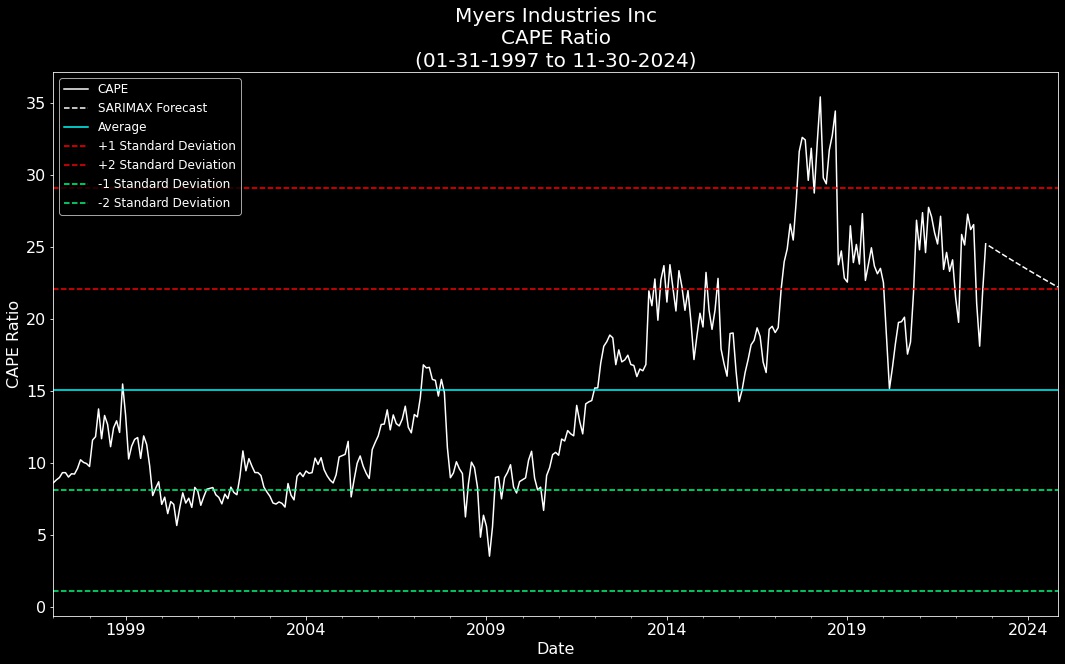 Myers Industries Inc
CAPE Ratio
(01-31-1997 to 11-30-2024)
CAPE
SARIMAX Forecast
Average
+1 Standard Deviation
+2 Standard Deviation
-1 Standard Deviation
-2 Standard Deviation
35
30
25
20
15
10
5
0
CAPE Ratio
1999 2004 2009 2014 2019 2024
Date